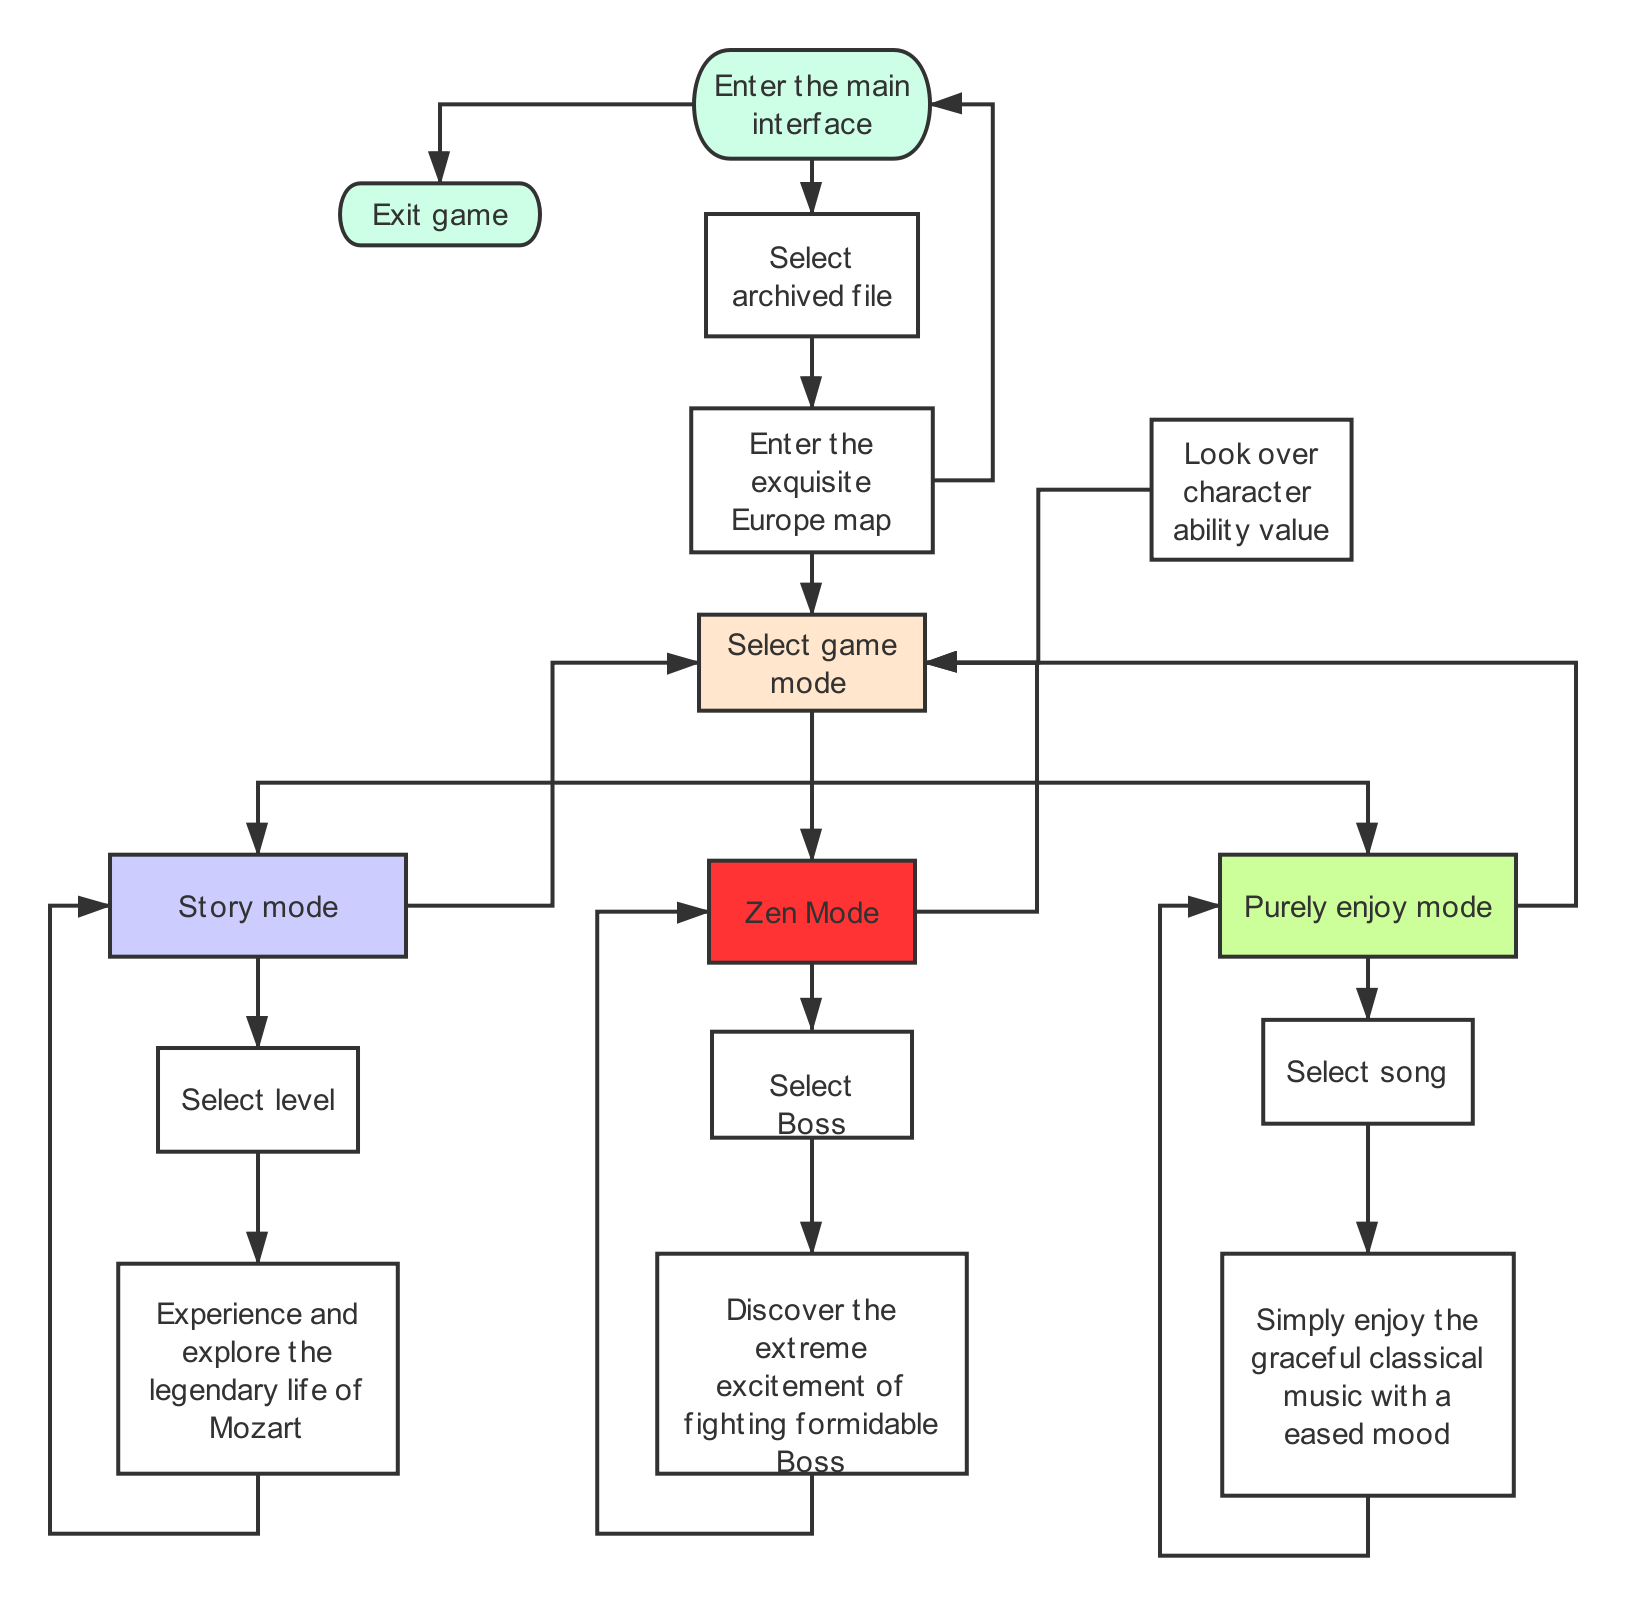 Enter the main
interface
Exit game
Select
archived file
Enter the
exquisite
Europe map
Look over
character
ability value
Select game
mode
Story mode
Zen Mode
Purely enjoy mode
Select level
Select
Boss
Select song
Experience and
explore the
legendary life of
Mozart
Discover the
extreme
excitement of
fighting formidable
Boss
Simply enjoy the
graceful classical
music with a
eased mood